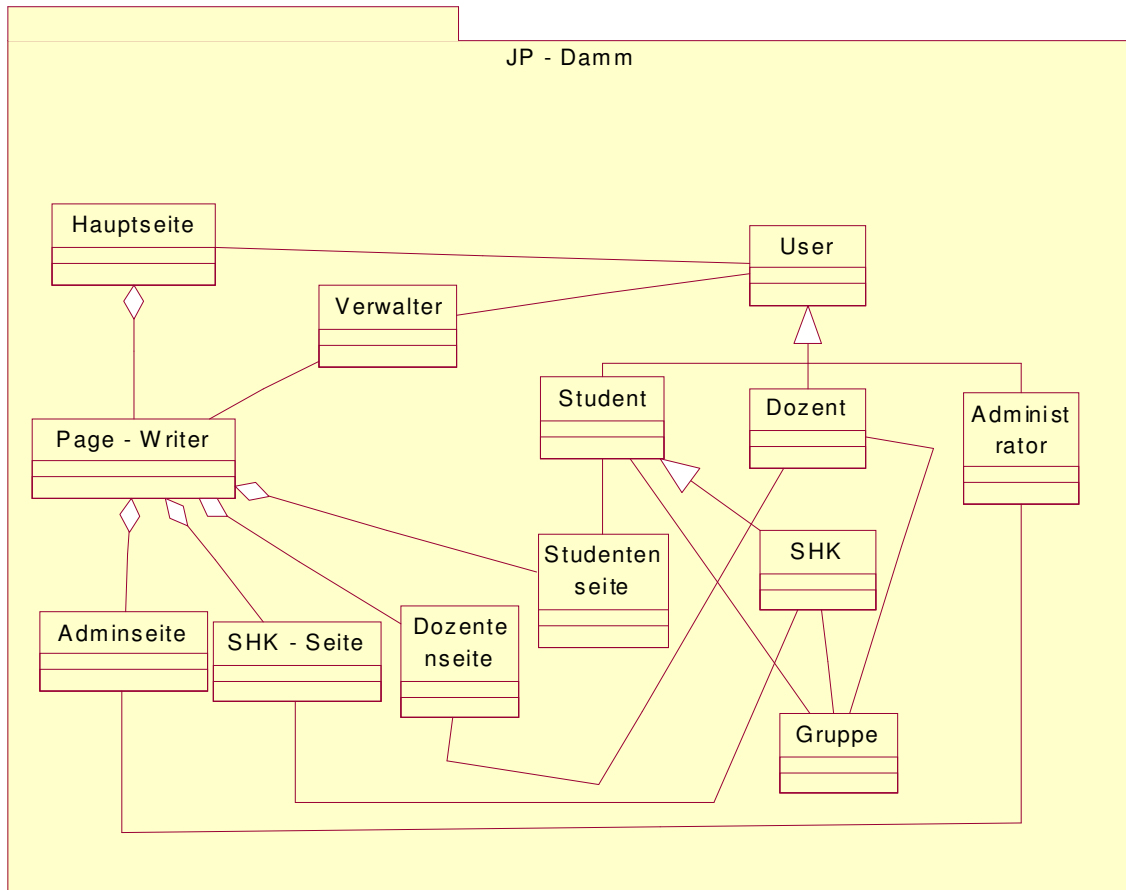 JP - Damm
Hauptseite
User
Verwalter
Student
Dozent
Administ
rator
Page - Writer
Studenten
seite
SHK
Adminseite
SHK - Seite
Dozente
nseite
Gruppe